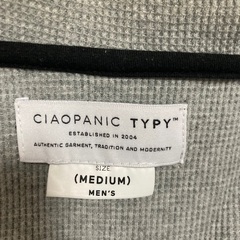 CIAOPANIC TYPY™
ESTABLISHED IN 2004
AUTHENTIC GARMENT, TRADITION AND MODERNITY
SIZE
(MEDIUM)
MEN'S